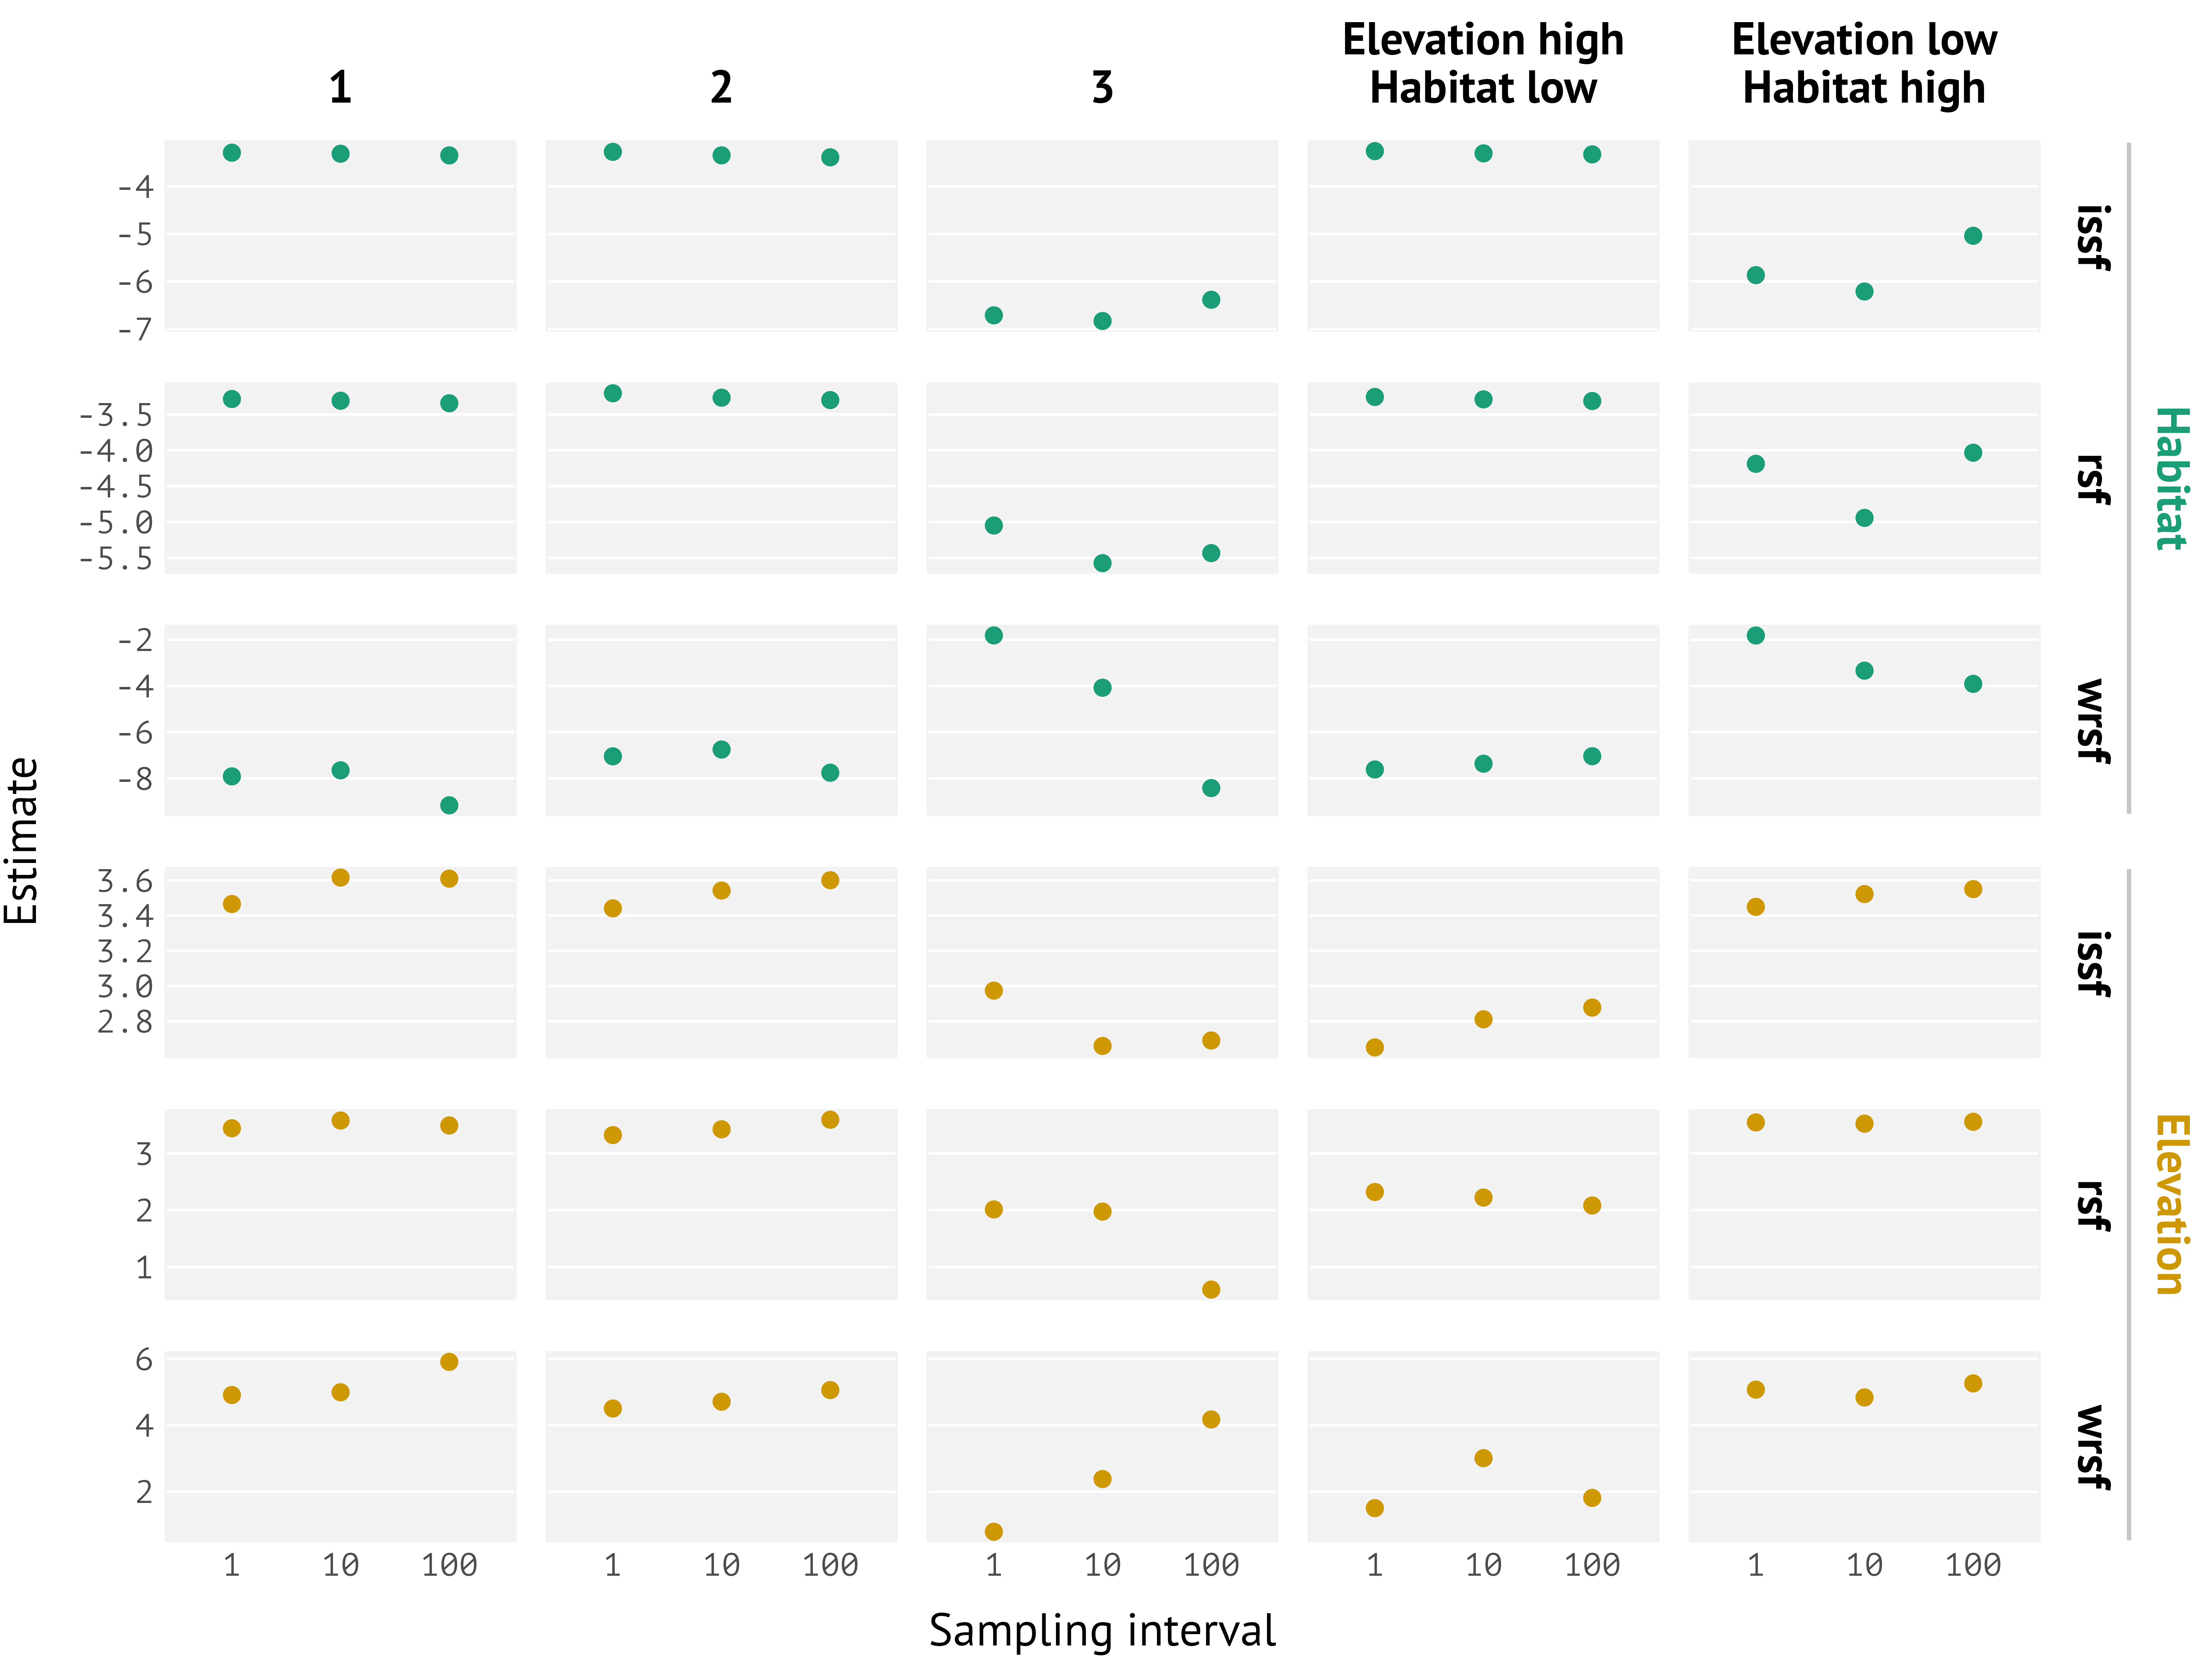 Elevation high
Elevation low
1
2
3
Habitat low
Habitat high
-4
-5
-6
-7
issf
-3.5
-4.0
-4.5
-5.0
-5.5
rsf
Habitat
-2
-4
-6
-8
wrsf
Estimate
3.6
3.4
3.2
3.0
2.8
issf
3
2
1
rsf
Elevation
6
4
2
wrsf
1 10 100
1 10 100
1 10 100
1 10 100
1 10 100
Sampling interval